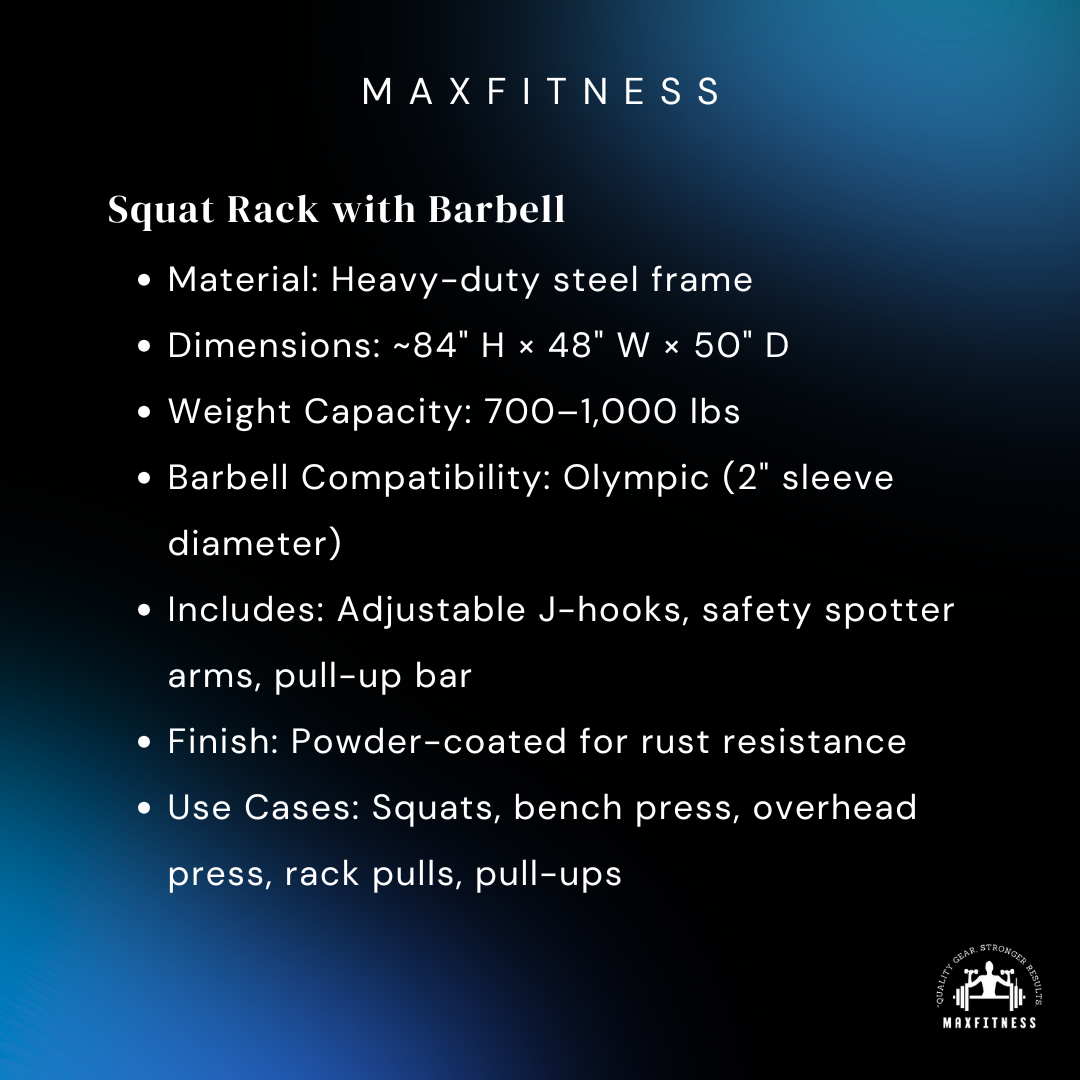 MAXFITNESS
Squat Rack with Barbell
• Material: Heavy-duty steel frame
• Dimensions: ~84" H × 48" W × 50" D
• Weight Capacity: 700–1,000 lbs
• Barbell Compatibility: Olympic (2" sleeve
diameter)
• Includes: Adjustable J-hooks, safety spotter
arms, pull-up bar
• Finish: Powder-coated for rust resistance
• Use Cases: Squats, bench press, overhead
press, rack pulls, pull-ups
QUALITY GEAR. STRONGER RESULTS
MAXFITNESS